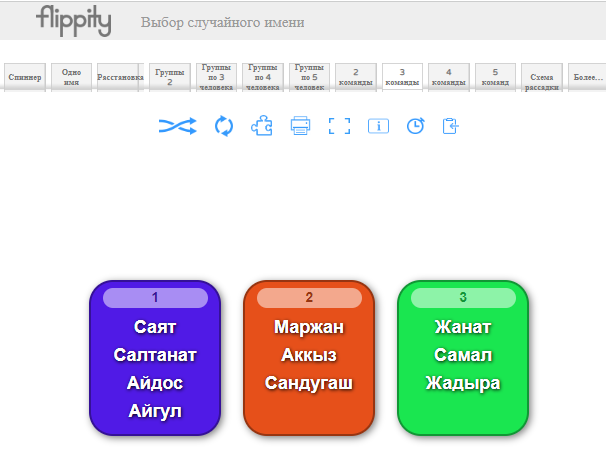 flippity
Выбор случайного имени
Спиннер
Одно
имя
Расстановка
Группы
2
Группы
по 3
человека
Группы
по 4
человека
Группы
по 5
человек
2
команды
3
команды
4
команды
5
команд
Схема
рассадки
Более...
1
Саят
Салтанат
Айдос
Айгул
2
Маржан
Аккыз
Сандугаш
3
Жанат
Самал
Жадыра